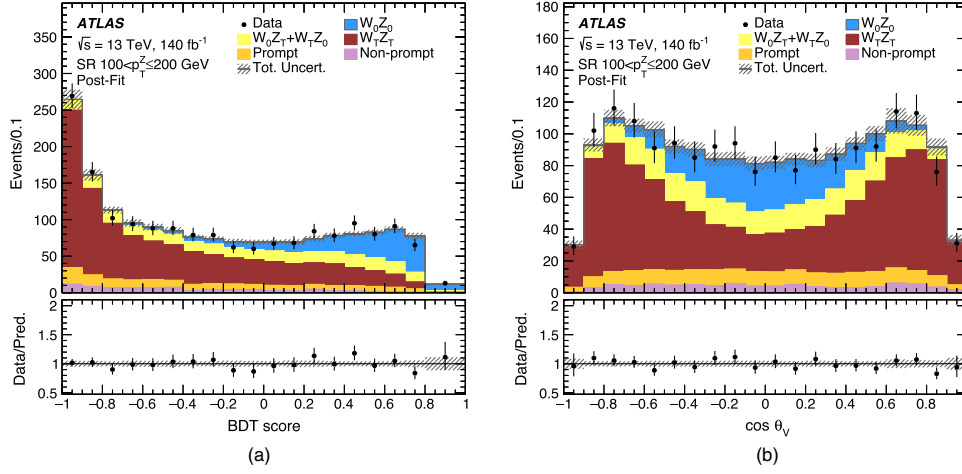 ATLAS
√s = 13 TeV, 140 fb⁻¹
SR 100<p_T^Z≤200 GeV
Post-Fit
Data
W₀Z₀
W₀Z_T+W_TZ₀
W_TZ_T
Prompt
Non-prompt
Tot. Uncert.
Events/0.1
350
300
250
200
150
100
50
0
Data/Pred.
2
1.5
1
0.5
−1 −0.8 −0.6 −0.4 −0.2 0 0.2 0.4 0.6 0.8 1
BDT score
(a)
ATLAS
√s = 13 TeV, 140 fb⁻¹
SR 100<p_T^Z≤200 GeV
Post-Fit
Data
W₀Z₀
W₀Z_T+W_TZ₀
W_TZ_T
Prompt
Non-prompt
Tot. Uncert.
Events/0.1
160
140
120
100
80
60
40
20
0
Data/Pred.
2
1.5
1
0.5
−1 −0.8 −0.6 −0.4 −0.2 0 0.2 0.4 0.6 0.8
cos θ_V
(b)